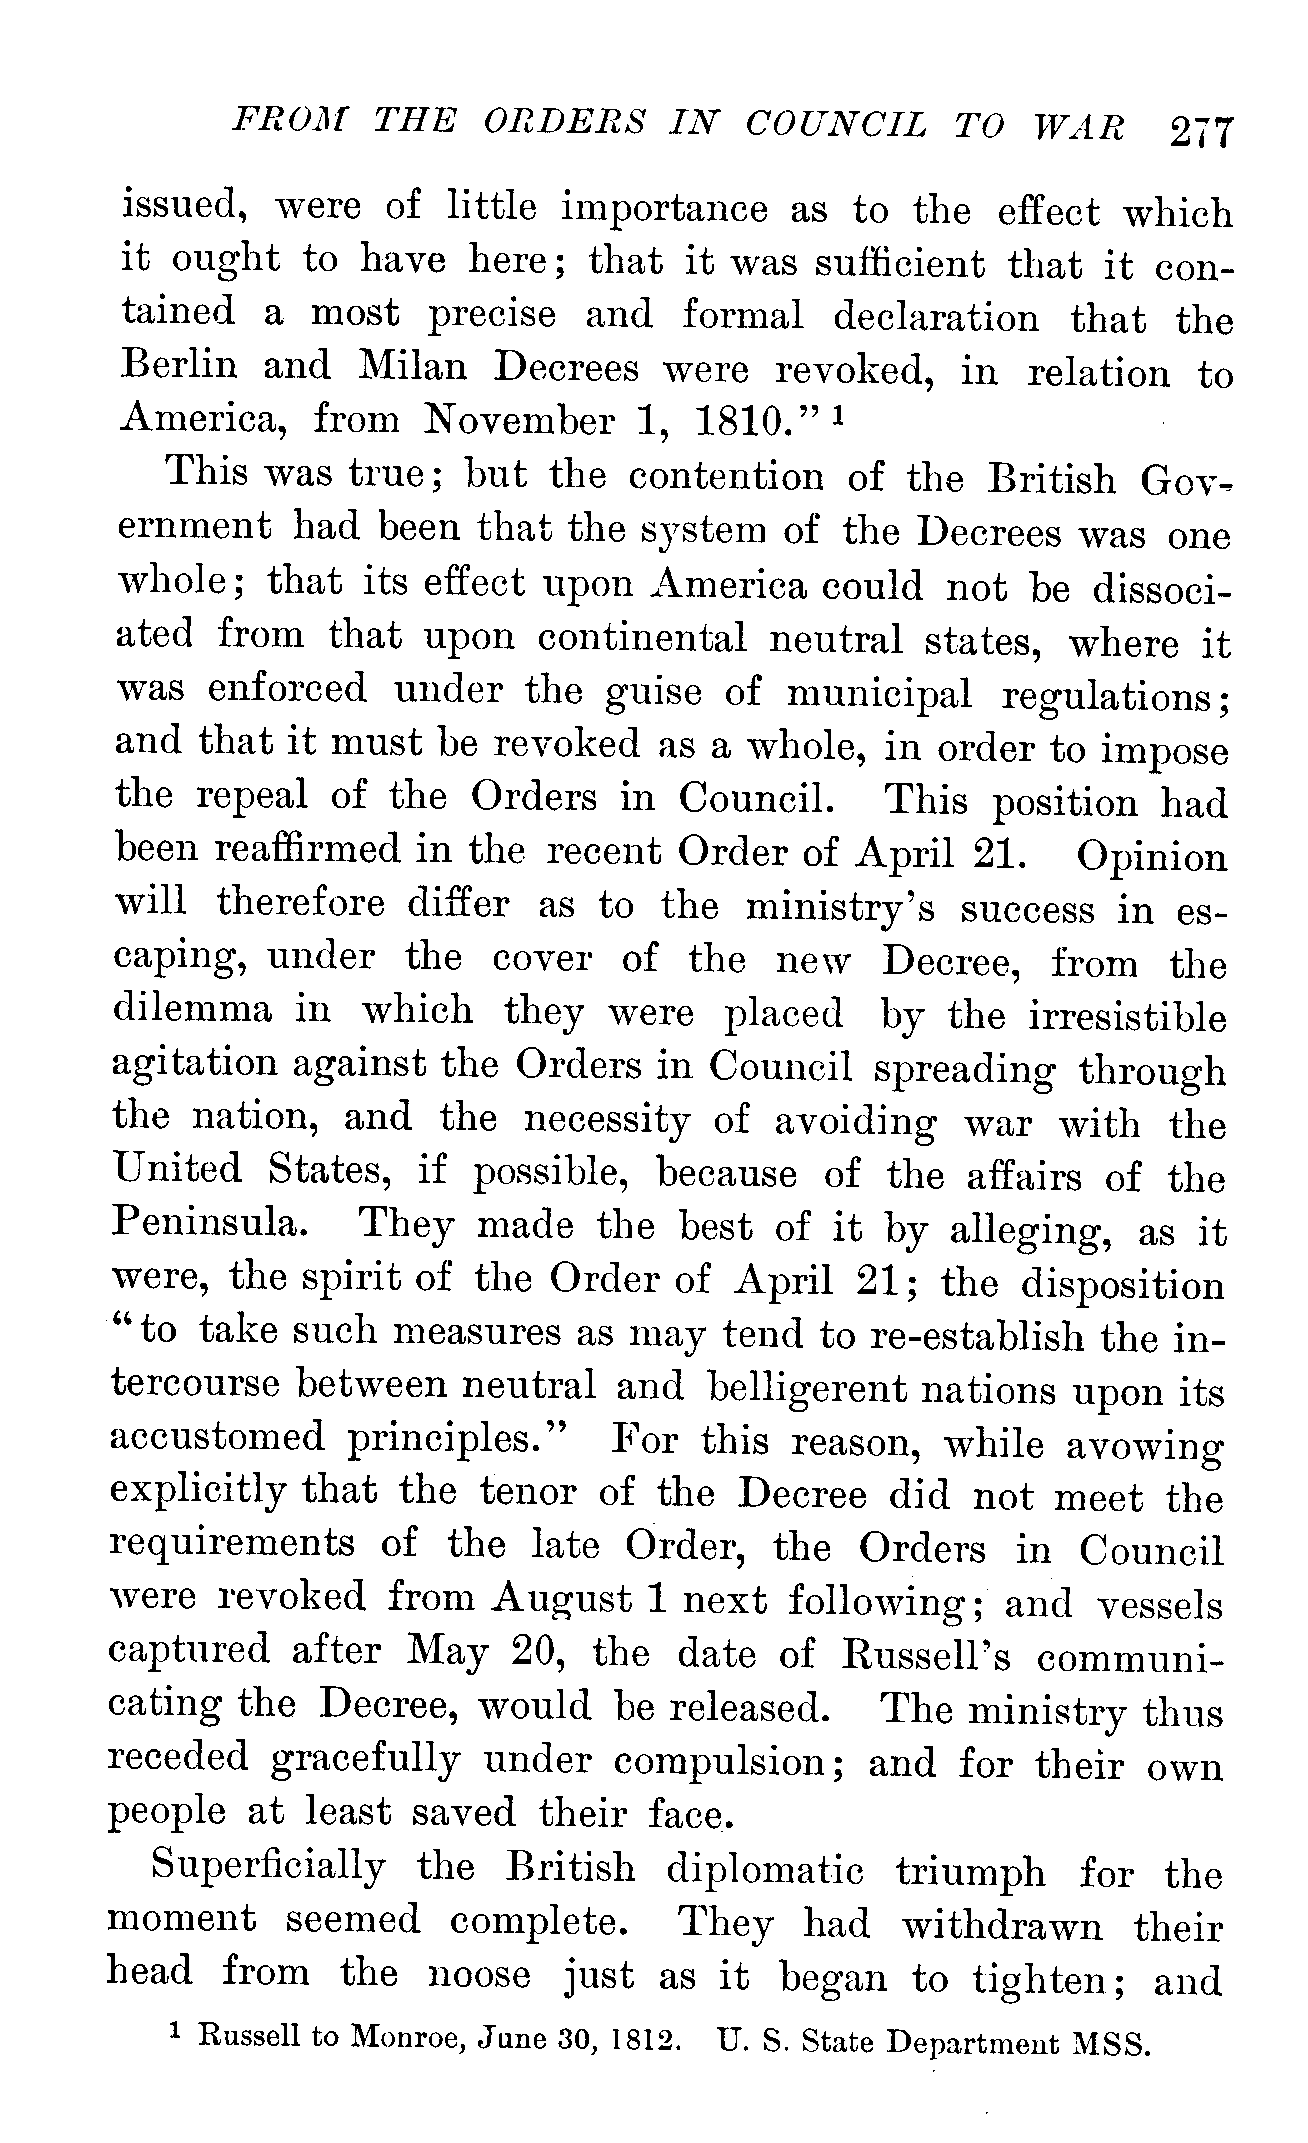 FROM THE ORDERS IN COUNCIL TO WAR 277
issued, were of little importance as to the effect which
it ought to have here; that it was sufficient that it con-
tained a most precise and formal declaration that the
Berlin and Milan Decrees were revoked, in relation to
America, from November 1, 1810." 1
This was true; but the contention of the British Gov-
ernment had been that the system of the Decrees was one
whole; that its effect upon America could not be dissoci-
ated from that upon continental neutral states, where it
was enforced under the guise of municipal regulations;
and that it must be revoked as a whole, in order to impose
the repeal of the Orders in Council. This position had
been reaffirmed in the recent Order of April 21. Opinion
will therefore differ as to the ministry's success in es-
caping, under the cover of the new Decree, from the
dilemma in which they were placed by the irresistible
agitation against the Orders in Council spreading through
the nation, and the necessity of avoiding war with the
United States, if possible, because of the affairs of the
Peninsula. They made the best of it by alleging, as it
were, the spirit of the Order of April 21; the disposition
"to take such measures as may tend to re-establish the in-
tercourse between neutral and belligerent nations upon its
accustomed principles." For this reason, while avowing
explicitly that the tenor of the Decree did not meet the
requirements of the late Order, the Orders in Council
were revoked from August 1 next following; and vessels
captured after May 20, the date of Russell's communi-
cating the Decree, would be released. The ministry thus
receded gracefully under compulsion; and for their own
people at least saved their face.
Superficially the British diplomatic triumph for the
moment seemed complete. They had withdrawn their
head from the noose just as it began to tighten; and
1 Russell to Monroe, June 30, 1812. U. S. State Department MSS.